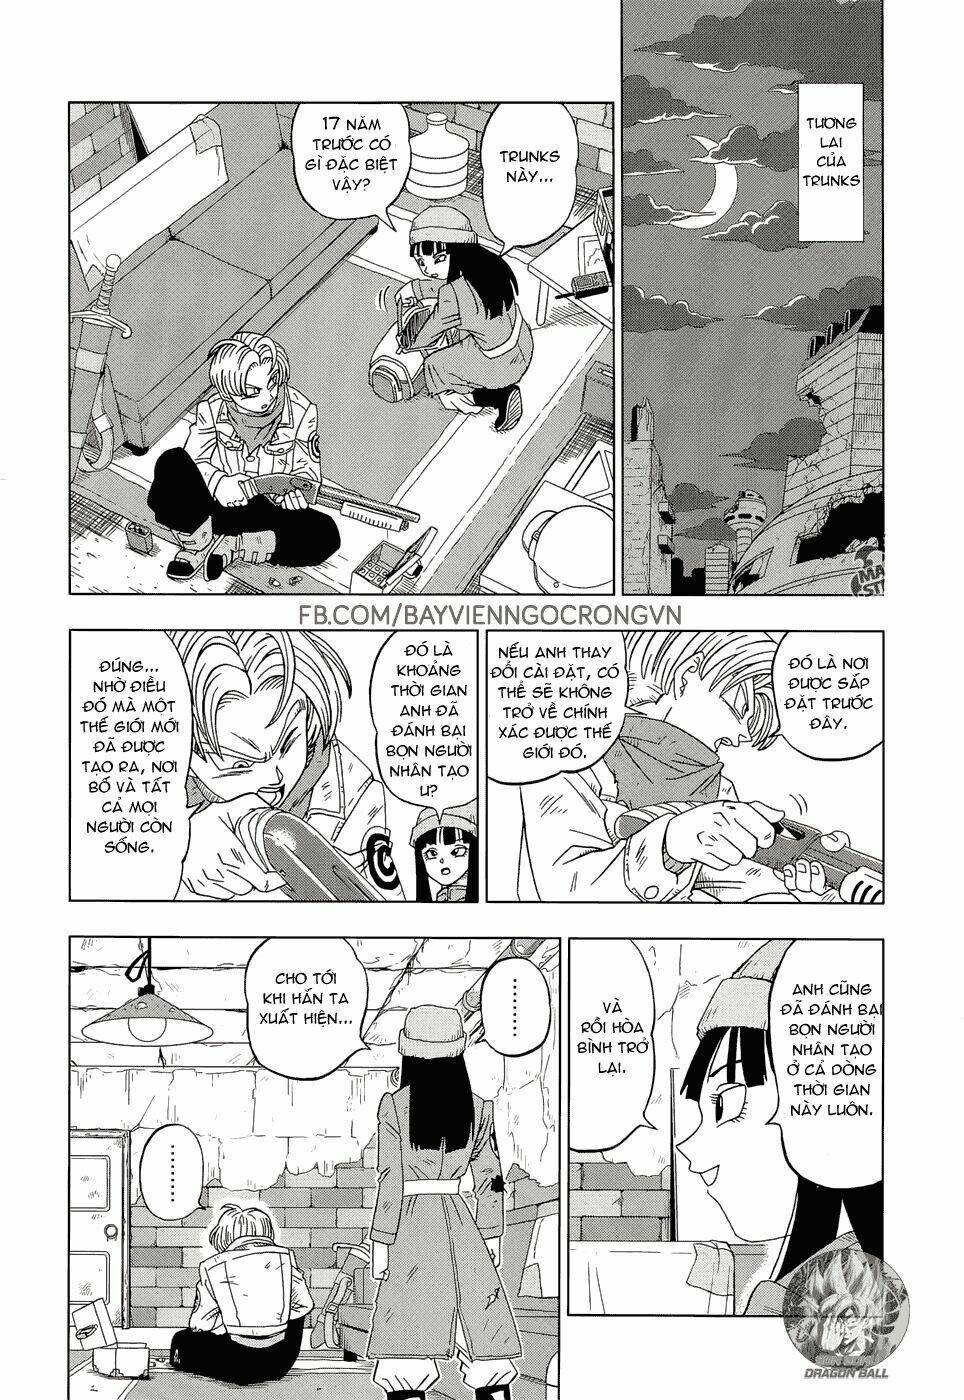 TƯƠNG
LAI CỦA
TRUNKS
TRUNKS
NÀY...
17 NĂM
TRƯỚC CÓ
GÌ ĐẶC BIỆT
VẬY?
FB.COM/BAYVIENNGOCRONGVN
ĐÓ LÀ NƠI
ĐƯỢC SẮP
ĐẶT TRƯỚC
ĐÂY.
NẾU ANH THAY
ĐỔI CÀI ĐẶT, CÓ
THỂ SẼ KHÔNG
TRỞ VỀ CHÍNH
XÁC ĐƯỢC THẾ
GIỚI ĐÓ.
ĐÓ LÀ
KHOẢNG
THỜI GIAN
ANH ĐÃ
ĐÁNH BẠI
BỌN NGƯỜI
NHÂN TẠO
Ư?
ĐÚNG...
NHỜ ĐIỀU
ĐÓ MÀ MỘT
THẾ GIỚI MỚI
ĐÃ ĐƯỢC
TẠO RA, NƠI
BỐ VÀ TẤT
CẢ MỌI
NGƯỜI CÒN
SỐNG.
ANH CŨNG
ĐÃ ĐÁNH BẠI
BỌN NGƯỜI
NHÂN TẠO
Ở CẢ DÒNG
THỜI GIAN
NÀY LUÔN.
VÀ
RỒI HÒA
BÌNH TRỞ
LẠI.
.........
CHO TỚI
KHI HẮN TA
XUẤT HIỆN...
.........
DRAGON BALL